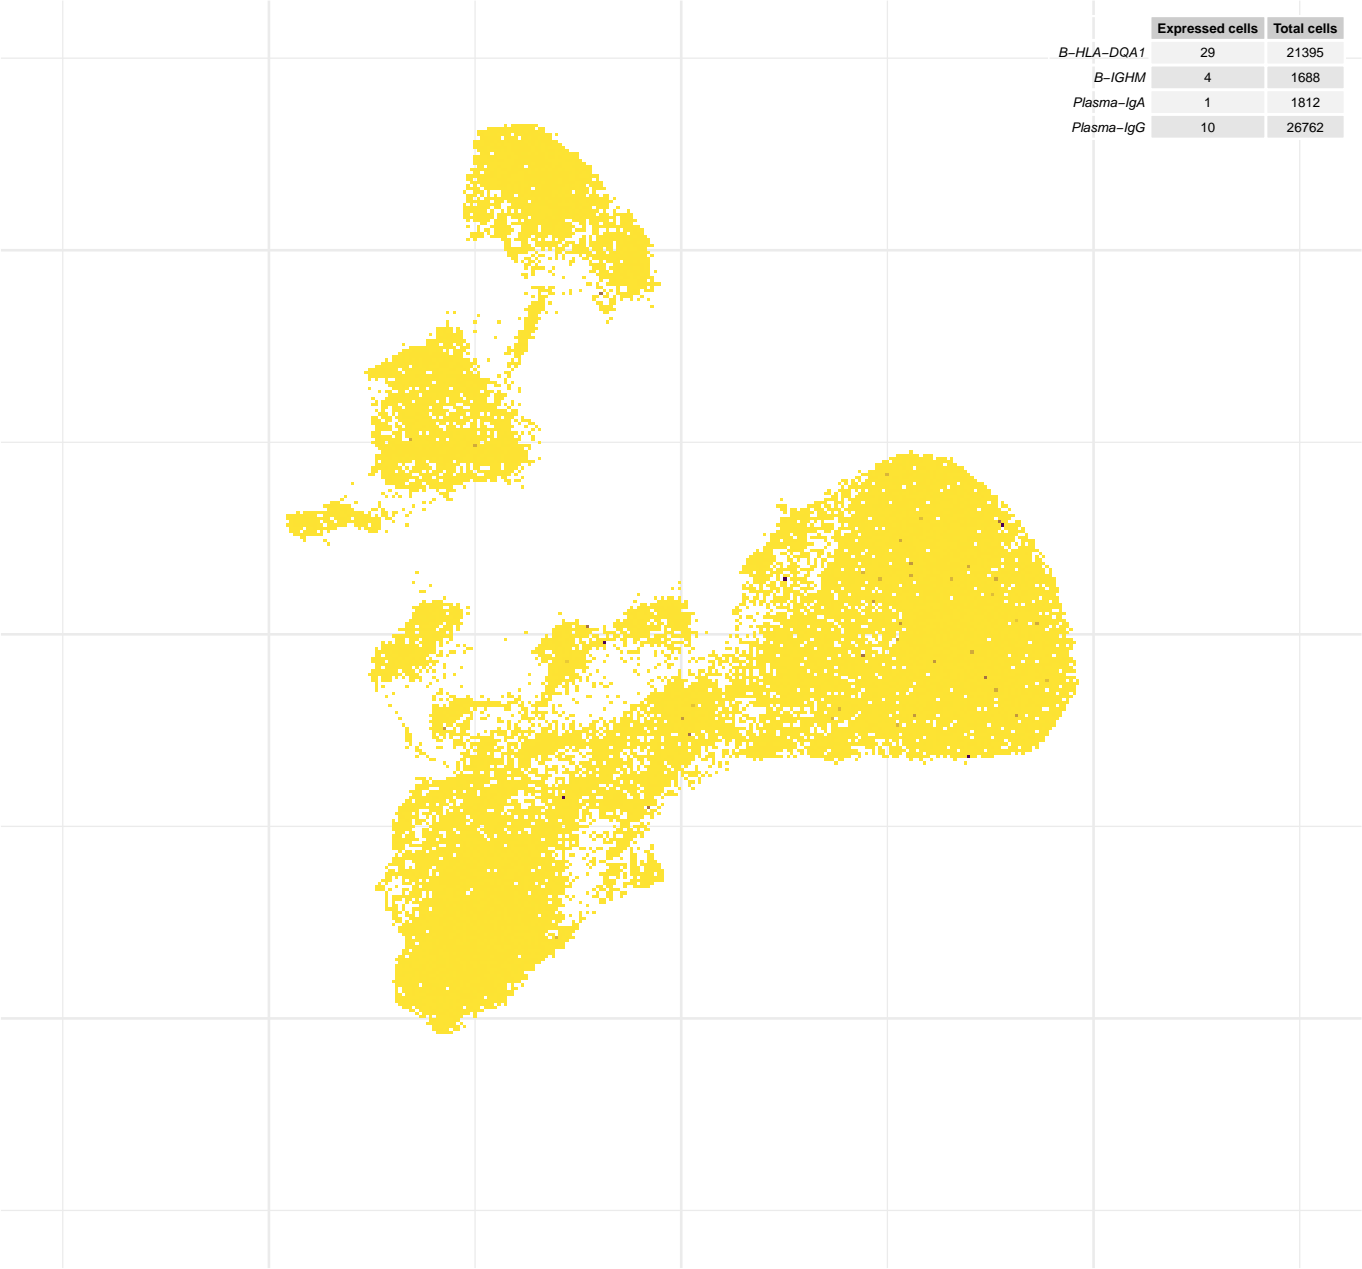 Expressed cells Total cells
B−HLA−DQA1 29 21395
B−IGHM 4 1688
Plasma−IgA 1 1812
Plasma−IgG 10 26762